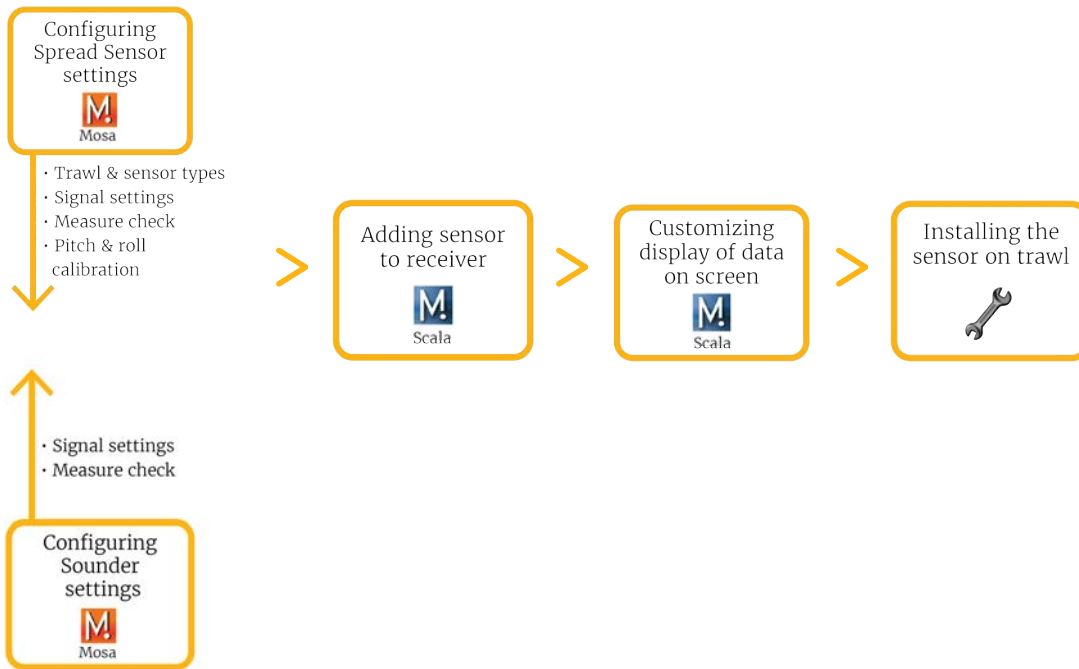 Configuring
Spread Sensor
settings
M
Mosa
· Trawl & sensor types
· Signal settings
· Measure check
· Pitch & roll
calibration
Adding sensor
to receiver
M
Scala
Customizing
display of data
on screen
M
Scala
Installing the
sensor on trawl
· Signal settings
· Measure check
Configuring
Sounder
settings
M
Mosa